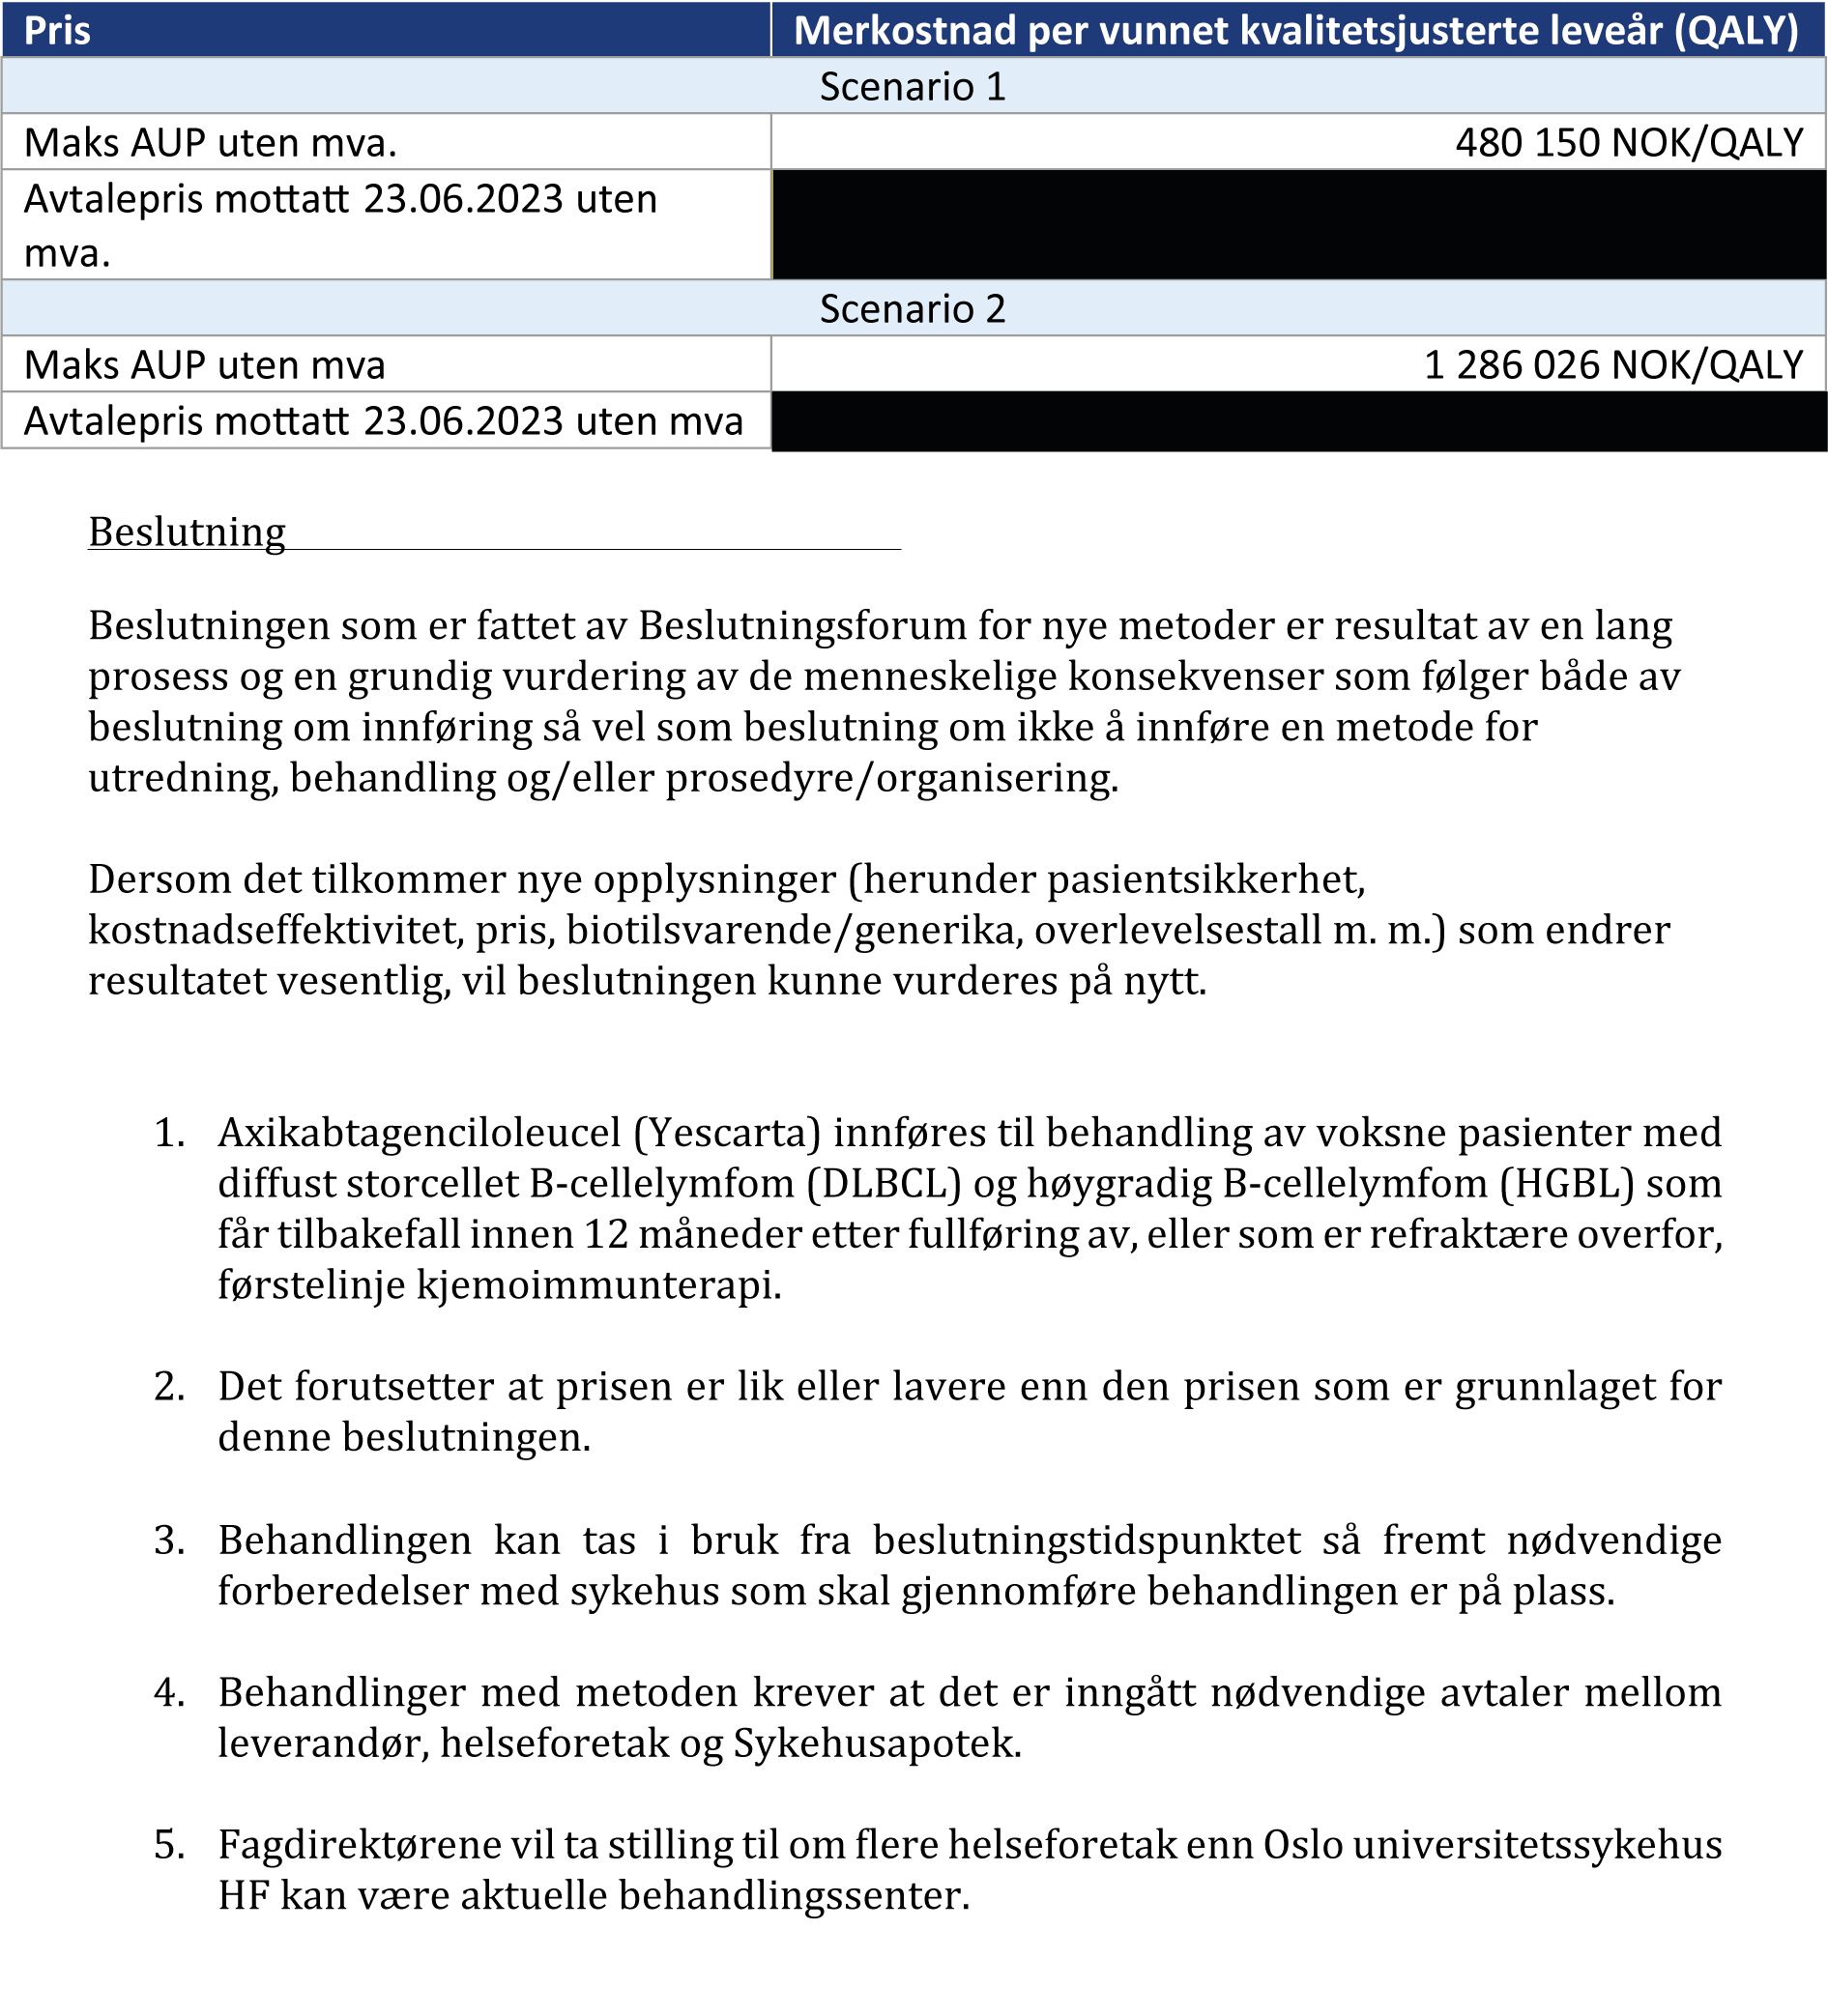 Pris Merkostnad per vunnet kvalitetsjusterte leveår (QALY)
Scenario 1
Maks AUP uten mva. 480 150 NOK/QALY
Avtalepris mottatt 23.06.2023 uten
mva.
Scenario 2
Maks AUP uten mva 1 286 026 NOK/QALY
Avtalepris mottatt 23.06.2023 uten mva
Beslutning
Beslutningen som er fattet av Beslutningsforum for nye metoder er resultat av en lang
prosess og en grundig vurdering av de menneskelige konsekvenser som følger både av
beslutning om innføring så vel som beslutning om ikke å innføre en metode for
utredning, behandling og/eller prosedyre/organisering.
Dersom det tilkommer nye opplysninger (herunder pasientsikkerhet,
kostnadseffektivitet, pris, biotilsvarende/generika, overlevelsestall m. m.) som endrer
resultatet vesentlig, vil beslutningen kunne vurderes på nytt.
1. Axikabtagenciloleucel (Yescarta) innføres til behandling av voksne pasienter med
diffust storcellet B-cellelymfom (DLBCL) og høygradig B-cellelymfom (HGBL) som
får tilbakefall innen 12 måneder etter fullføring av, eller som er refraktære overfor,
førstelinje kjemoimmunterapi.
2. Det forutsetter at prisen er lik eller lavere enn den prisen som er grunnlaget for
denne beslutningen.
3. Behandlingen kan tas i bruk fra beslutningstidspunktet så fremt nødvendige
forberedelser med sykehus som skal gjennomføre behandlingen er på plass.
4. Behandlinger med metoden krever at det er inngått nødvendige avtaler mellom
leverandør, helseforetak og Sykehusapotek.
5. Fagdirektørene vil ta stilling til om flere helseforetak enn Oslo universitetssykehus
HF kan være aktuelle behandlingssenter.